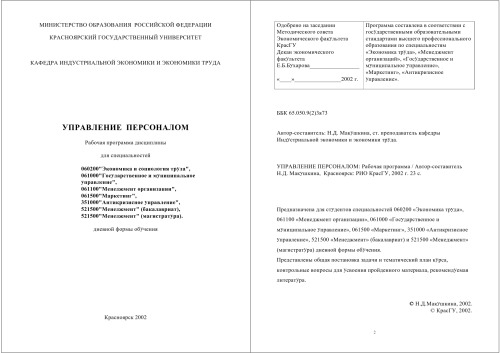 МИНИСТЕРСТВО ОБРАЗОВАНИЯ РОССИЙСКОЙ ФЕДЕРАЦИИ
КРАСНОЯРСКИЙ ГОСУДАРСТВЕННЫЙ УНИВЕРСИТЕТ
КАФЕДРА ИНДУСТРИАЛЬНОЙ ЭКОНОМИКИ И ЭКОНОМИКИ ТРУДА
УПРАВЛЕНИЕ ПЕРСОНАЛОМ
Рабочая программа дисциплины
для специальностей
060200"Экономика и социология труда",
061000"Государственное и муниципальное
управление",
061100"Менеджмент организации",
061500"Маркетинг",
351000"Антикризисное управление",
521500"Менеджмент" (бакалавриат),
521500"Менеджмент" (магистратура).
дневной формы обучения
Красноярск 2002
Одобрено на заседании
Методического совета
Экономического факультета
КрасГУ
Декан экономического
факультета
Е.Б.Бухарова_________________
«____»________________2002 г.
Программа составлена в соответствии с
государственными образовательными
стандартами высшего профессионального
образования по специальностям
«Экономика труда», «Менеджмент
организаций», «Государственное и
муниципальное управление»,
«Маркетинг», «Антикризисное
управление».
ББК 65.050.9(2)3я73
Автор-составитель: Н.Д. Макушкина, ст. преподаватель кафедры
Индустриальной экономики и экономики труда.
УПРАВЛЕНИЕ ПЕРСОНАЛОМ: Рабочая программа / Автор-составитель
Н.Д. Макушкина, Красноярск: РИО КрасГУ, 2002 г. 23 с.
Предназначена для студентов специальностей 060200 «Экономика труда»,
061100 «Менеджмент организации», 061000 «Государственное и
муниципальное управление», 061500 «Маркетинг», 351000 «Антикризисное
управление», 521500 «Менеджмент» (бакалавриат) и 521500 «Менеджмент»
(магистратура) дневной формы обучения.
Представлены общая постановка задачи и тематический план курса,
контрольные вопросы для усвоения пройденного материала, рекомендуемая
литература.
© Н.Д.Макушкина, 2002.
© КрасГУ, 2002.
2